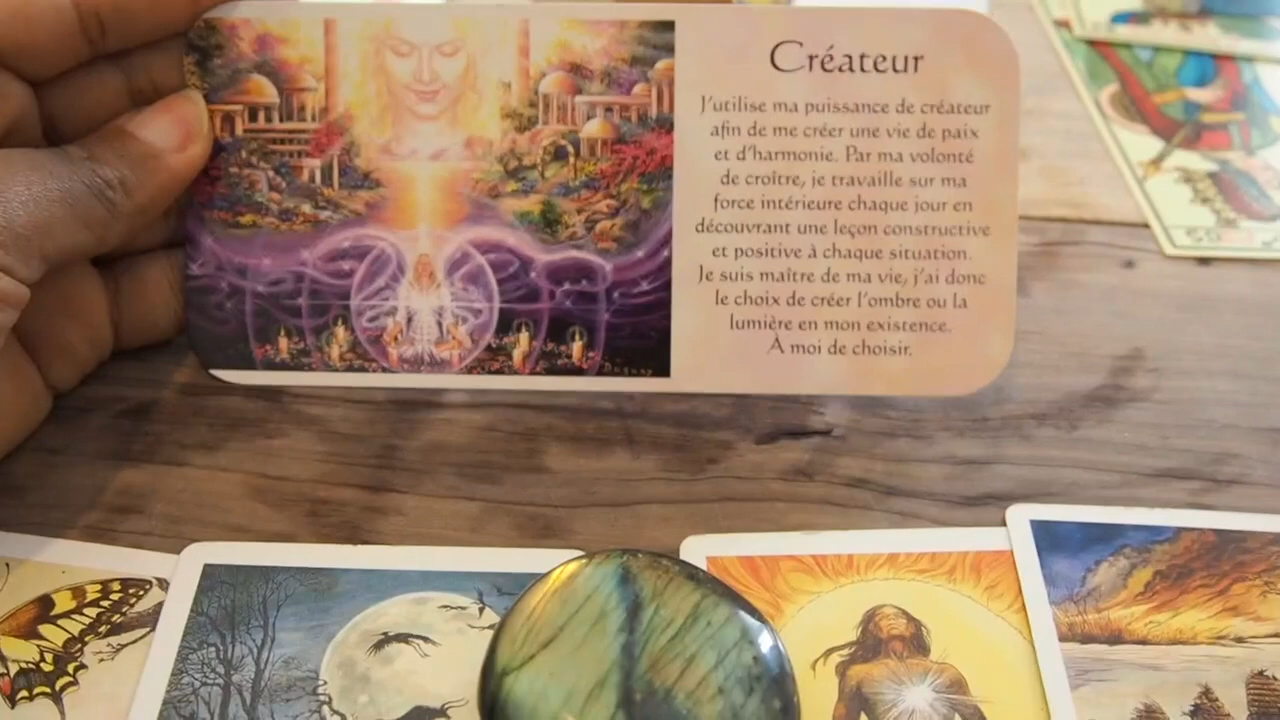 Créateur
J'utilise ma puissance de créateur
afin de me créer une vie de paix
et d'harmonie. Par ma volonté
de croître, je travaille sur ma
force intérieure chaque jour en
découvrant une leçon constructive
et positive à chaque situation.
Je suis maître de ma vie, j'ai donc
le choix de créer l'ombre ou la
lumière en mon existence.
À moi de choisir.